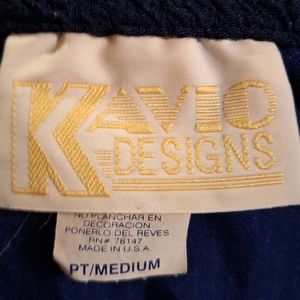 KAVIO
DESIGNS
NO PLANCHAR EN
DECORACION
PONERLO DEL REVES
RN# 78147
MADE IN U.S.A.
PT/MEDIUM